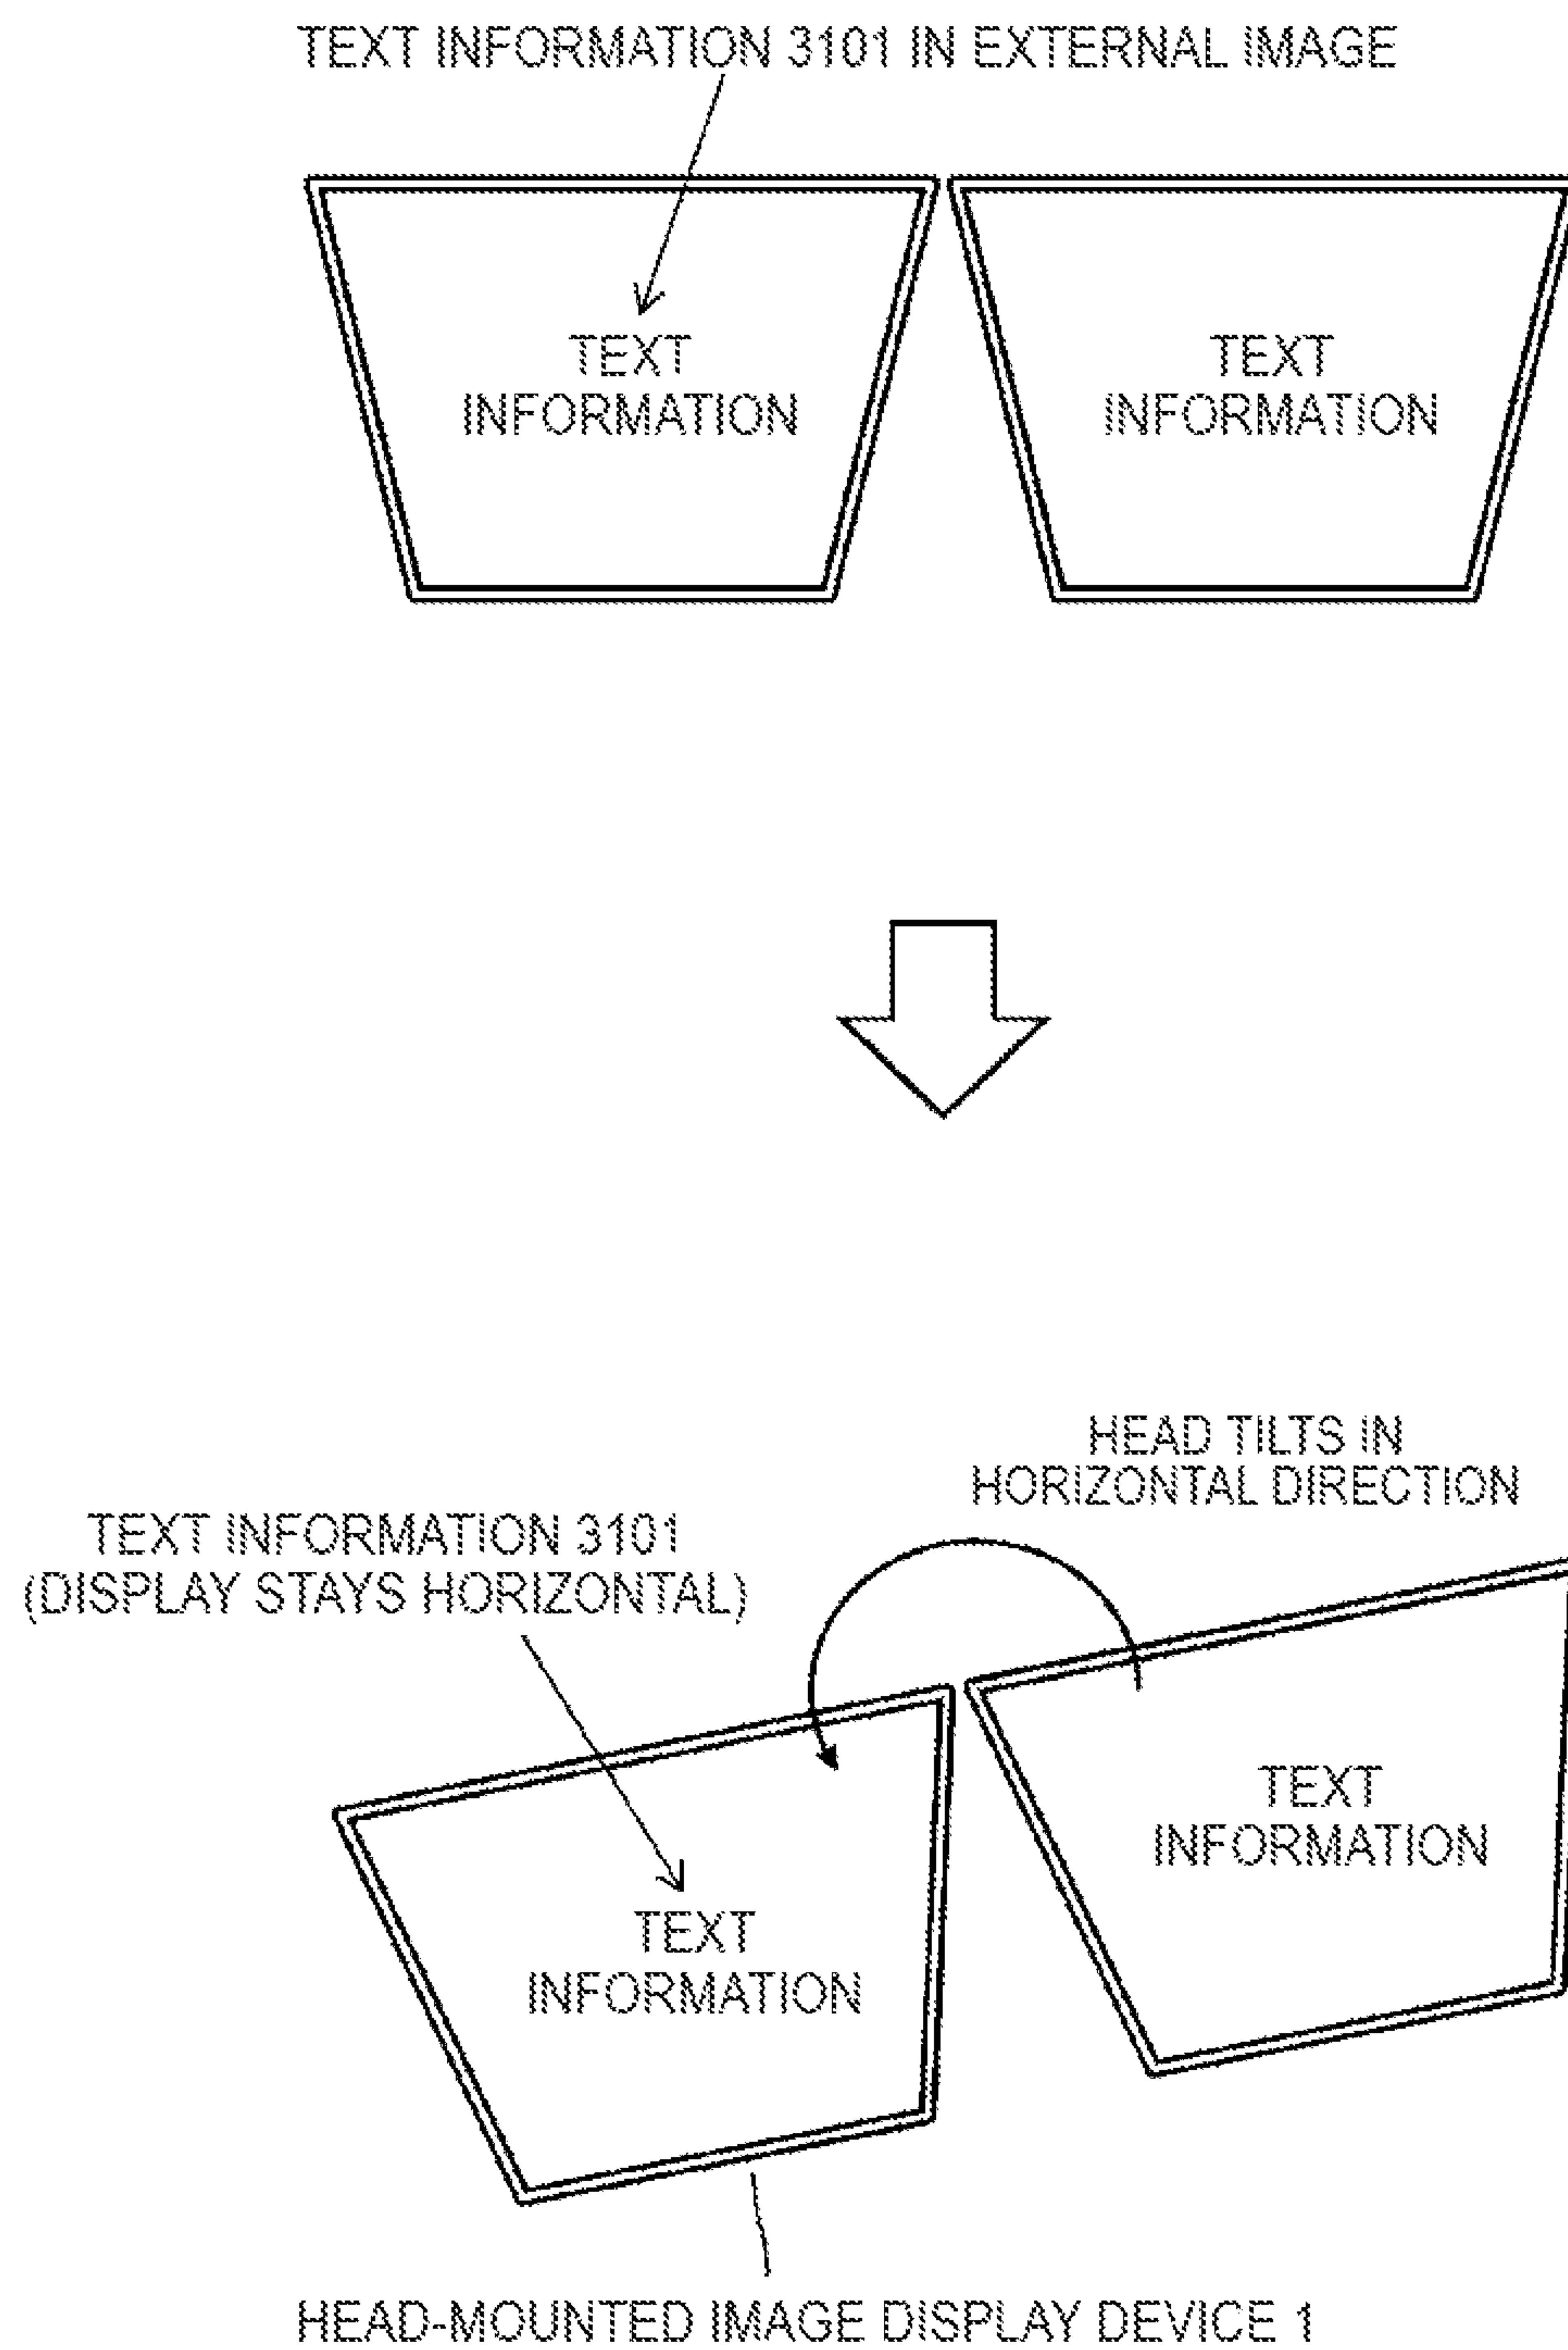 TEXT INFORMATION 3101 IN EXTERNAL IMAGE
TEXT
INFORMATION
TEXT
INFORMATION
HEAD TILTS IN
HORIZONTAL DIRECTION
TEXT INFORMATION 3101
(DISPLAY STAYS HORIZONTAL)
TEXT
INFORMATION
TEXT
INFORMATION
HEAD-MOUNTED IMAGE DISPLAY DEVICE 1